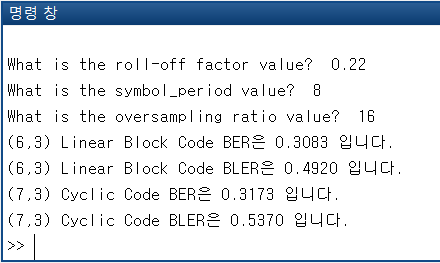 명령 창
What is the roll-off factor value?  0.22
What is the symbol_period value?  8
What is the oversampling ratio value?  16
(6,3) Linear Block Code BER은 0.3083 입니다.
(6,3) Linear Block Code BLER은 0.4920 입니다.
(7,3) Cyclic Code BER은 0.3173 입니다.
(7,3) Cyclic Code BLER은 0.5370 입니다.
>>